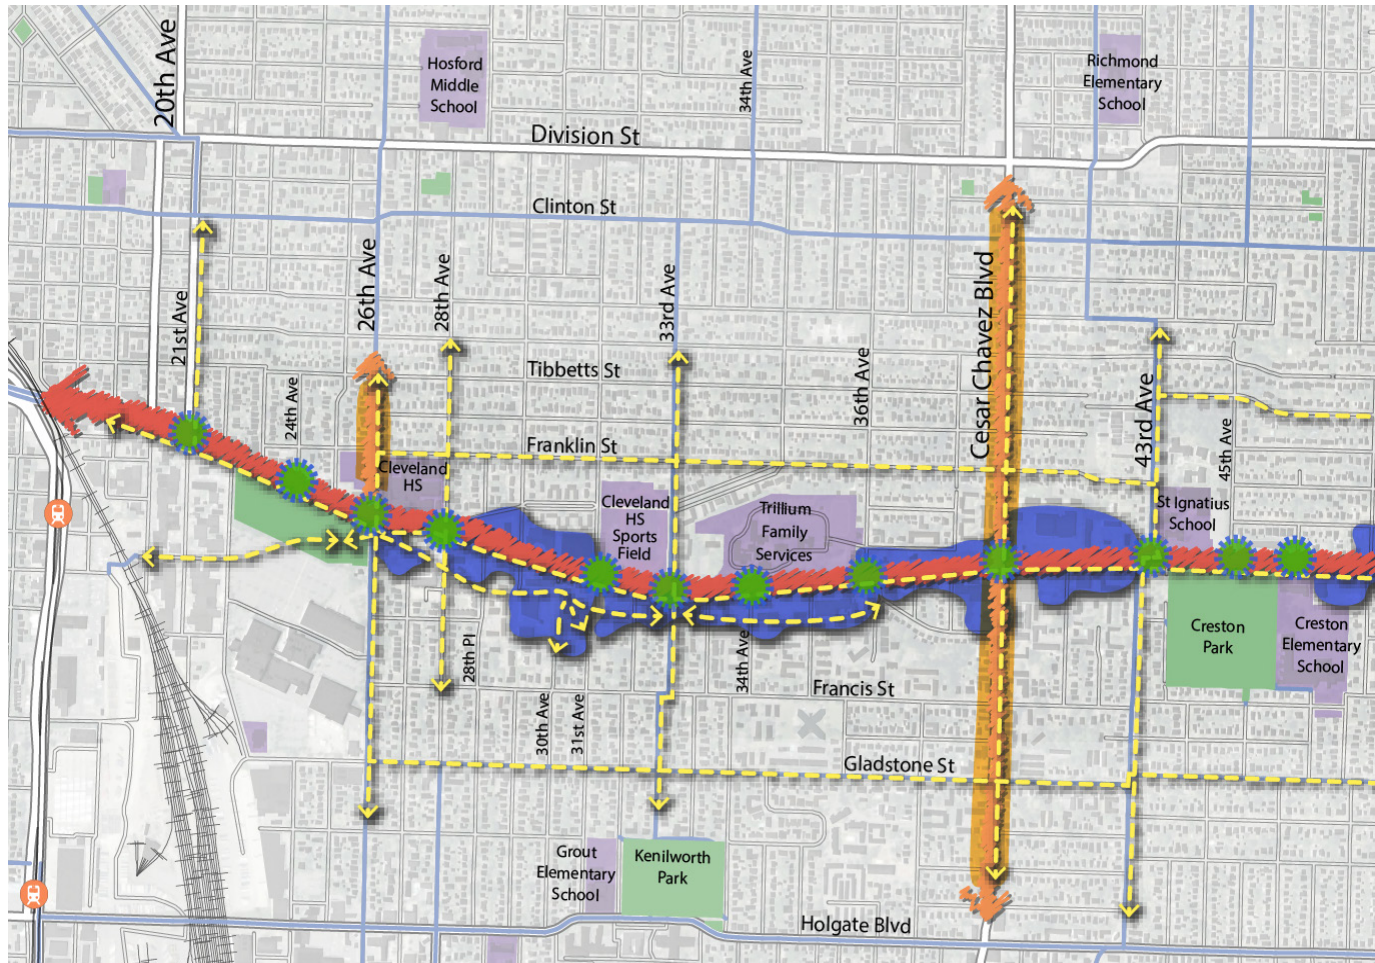 20th Ave
Hosford
Middle
School
34th Ave
Richmond
Elementary
School
Division St
Clinton St
21st Ave
26th Ave
28th Ave
33rd Ave
Cesar Chavez Blvd
Tibbetts St
36th Ave
43rd Ave
24th Ave
Franklin St
45th Ave
Cleveland
HS
Cleveland
HS
Sports
Field
Trillium
Family
Services
St Ignatius
School
28th Pl
34th Ave
Creston
Park
Creston
Elementary
School
30th Ave
31st Ave
Francis St
Gladstone St
Grout
Elementary
School
Kenilworth
Park
Holgate Blvd